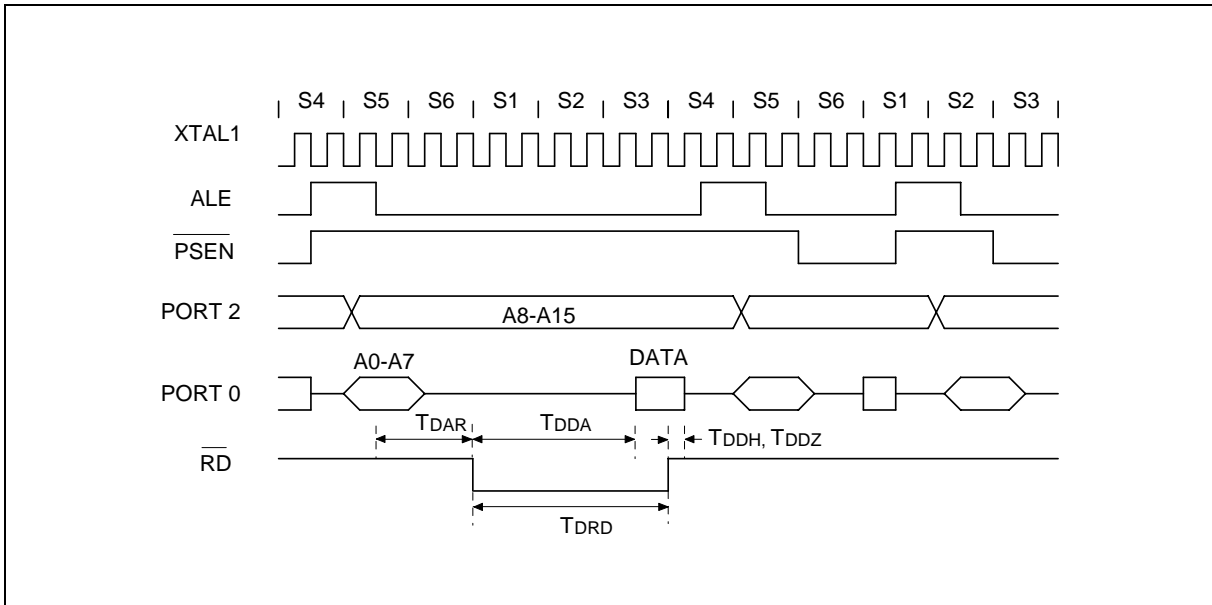 S4 S5 S6 S1 S2 S3 S4 S5 S6 S1 S2 S3
XTAL1
ALE
PSEN
PORT 2
A8-A15
A0-A7
DATA
PORT 0
TDAR
TDDA
TDDH, TDDZ
RD
TDRD